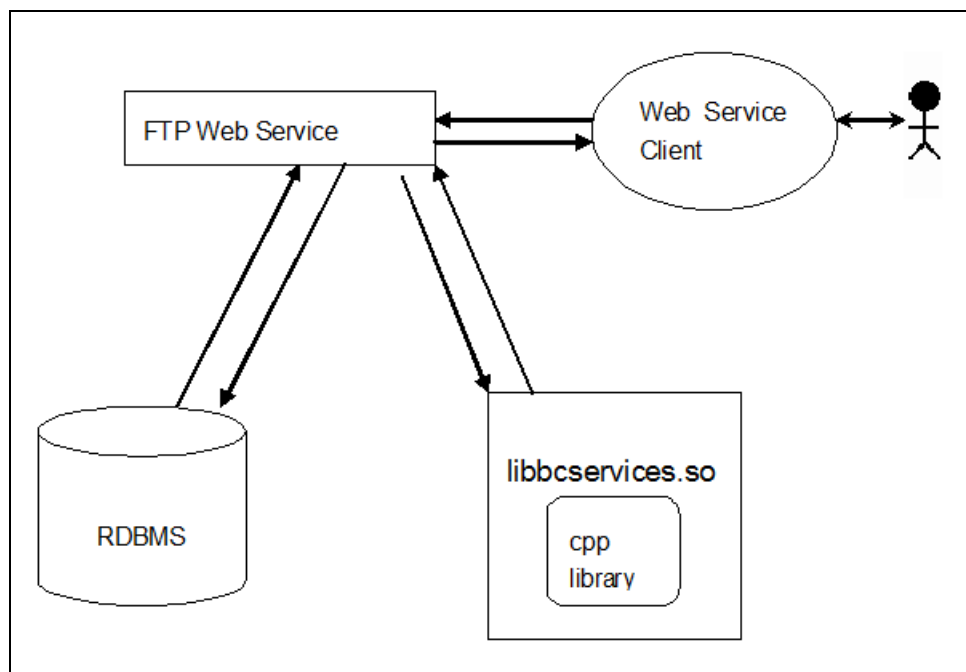 FTP Web Service
Web Service
Client
RDBMS
libbcservices.so
cpp
library